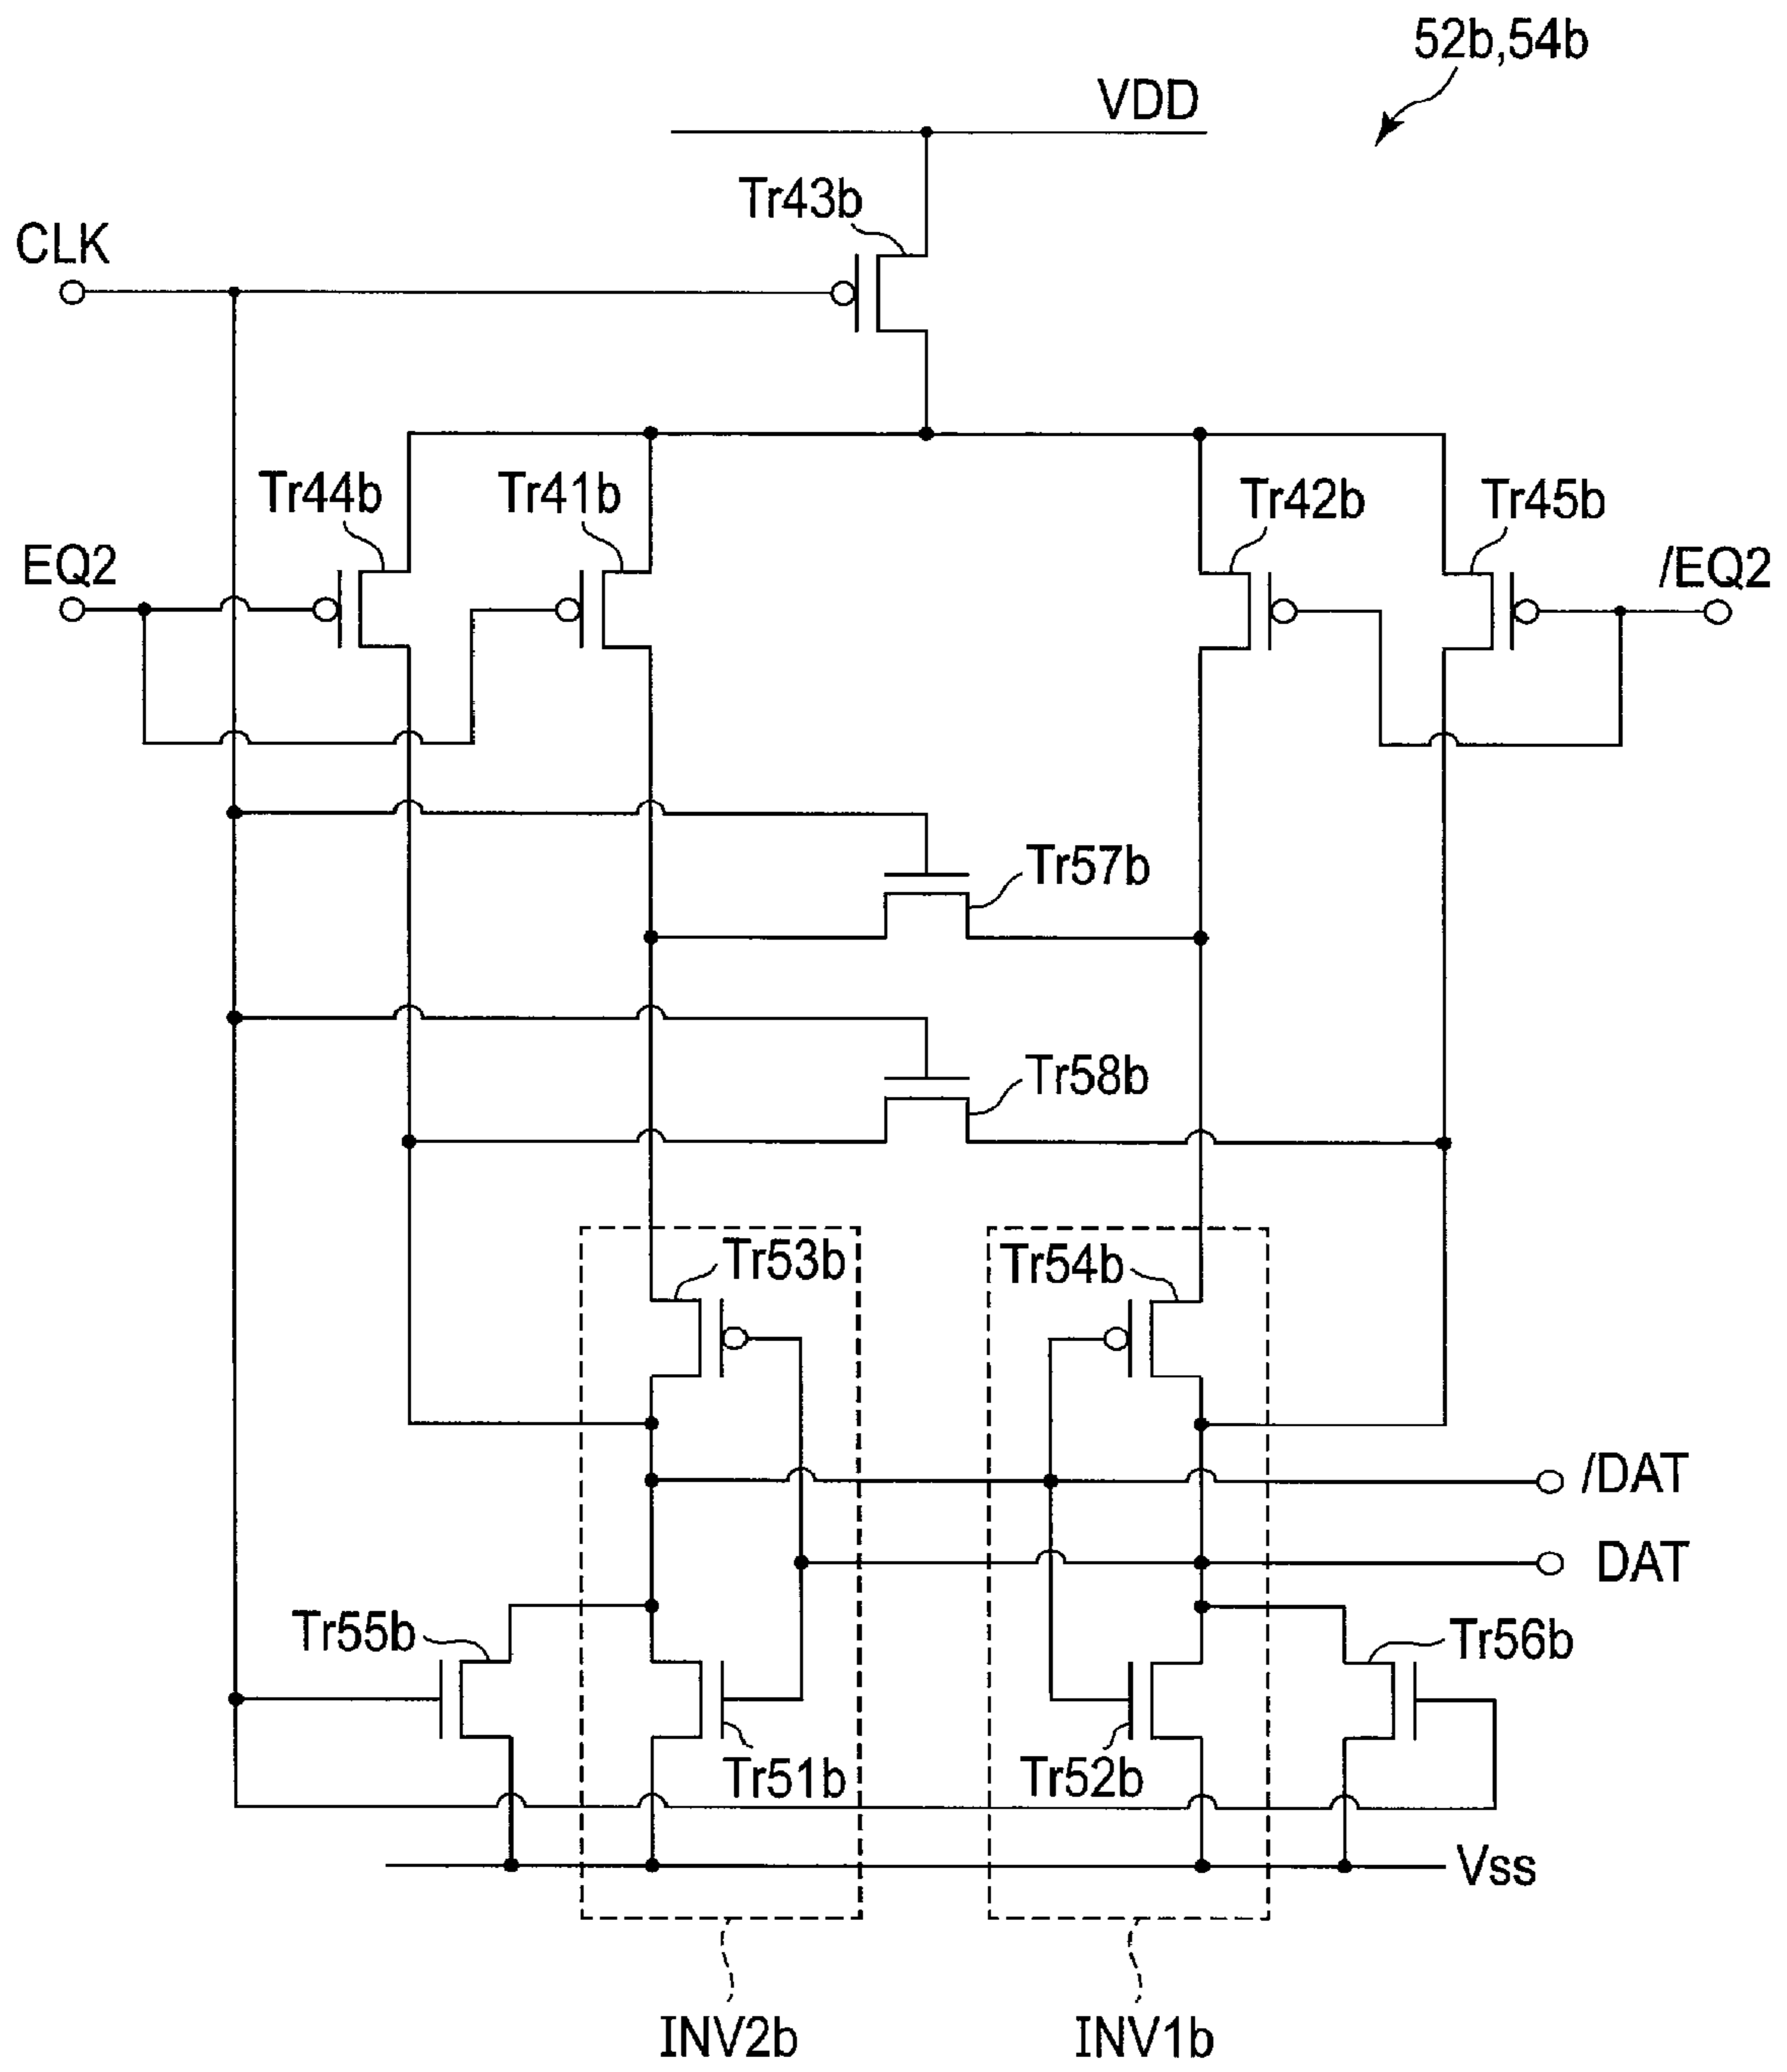 52b,54b
VDD
Tr43b
CLK
Tr44b
Tr41b
Tr42b
Tr45b
EQ2
/EQ2
Tr57b
Tr58b
Tr53b
Tr54b
/DAT
DAT
Tr55b
Tr56b
Tr51b
Tr52b
Vss
INV2b
INV1b